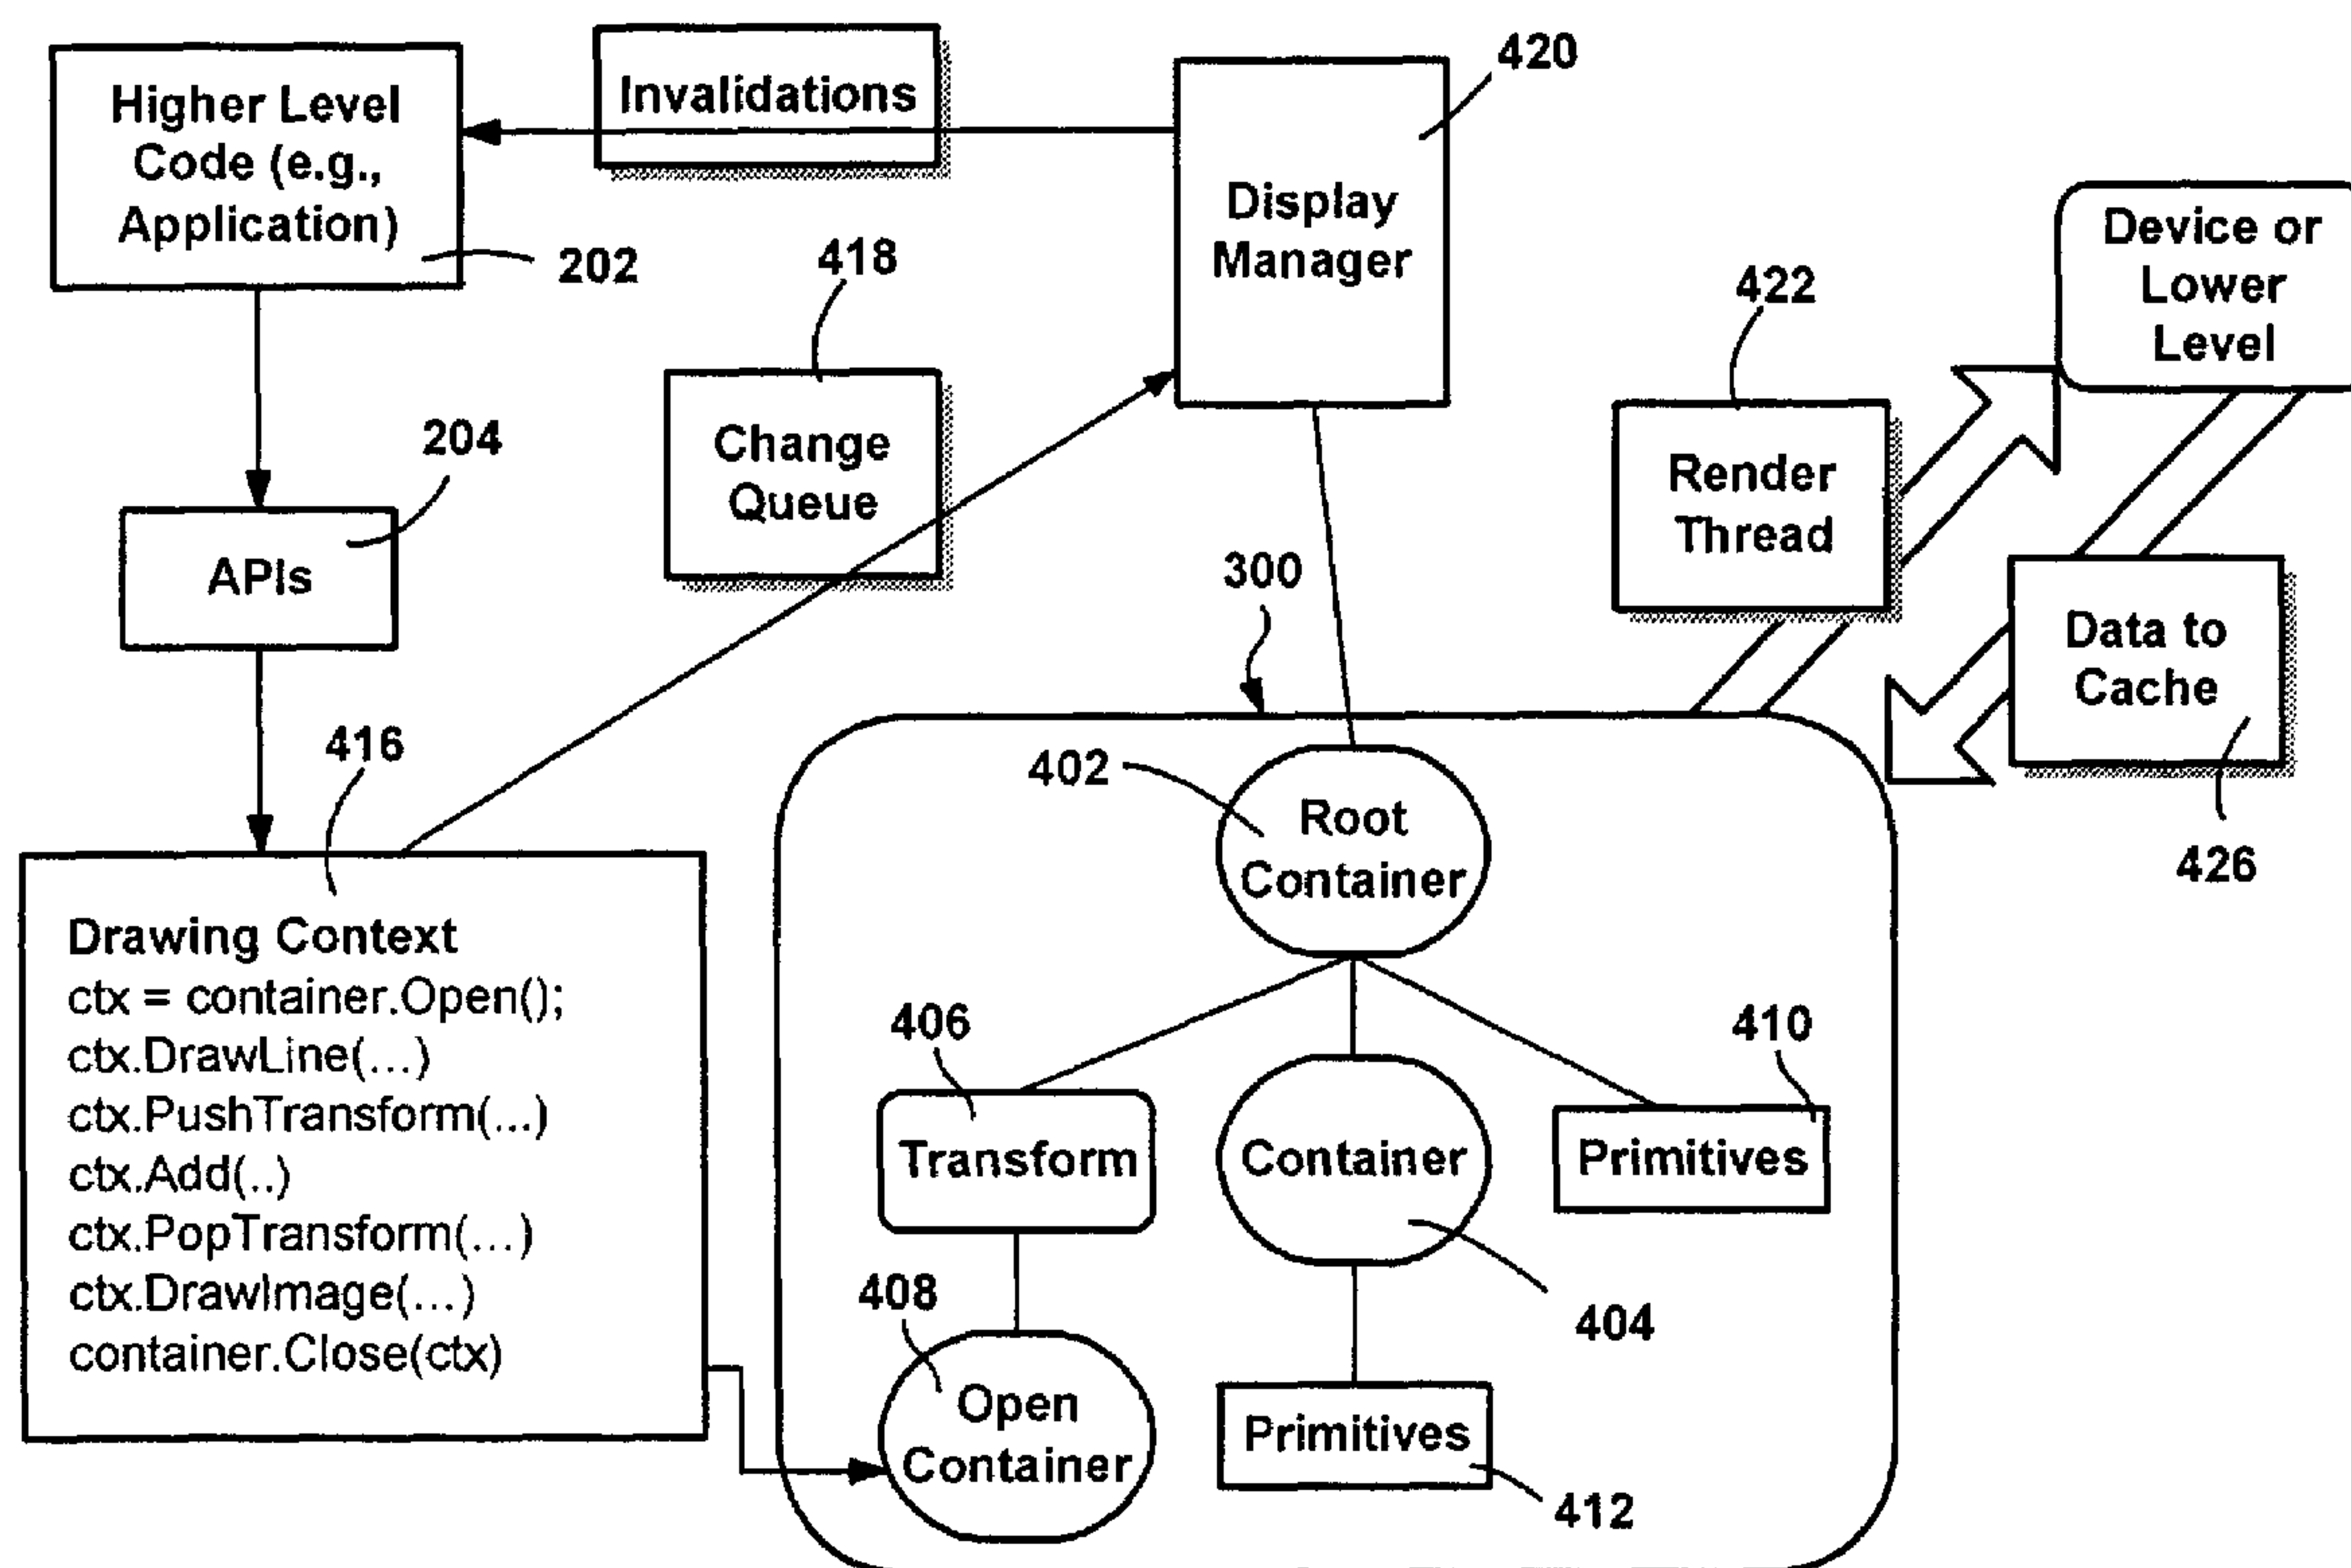 Higher Level
Code (e.g.,
Application)
202
Invalidations
420
Display
Manager
Device or
Lower
Level
418
Change
Queue
422
Render
Thread
204
APIs
300
Data to
Cache
426
416
Drawing Context
ctx = container.Open();
ctx.DrawLine(...)
ctx.PushTransform(...)
ctx.Add(..)
ctx.PopTransform(...)
ctx.DrawImage(...)
container.Close(ctx)
402
Root
Container
406
Transform
Container
404
410
Primitives
408
Open
Container
Primitives
412